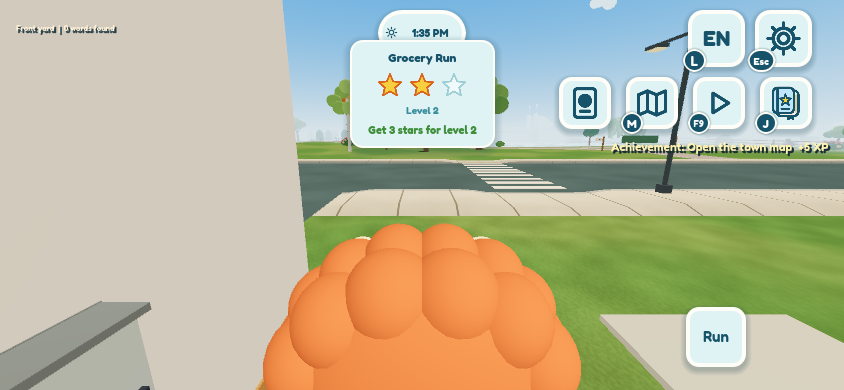 Front yard | 0 words found
1:35 PM
Grocery Run
Level 2
Get 3 stars for level 2
EN
L
Esc
M
F9
J
Achievement: Open the town map +5 XP
Run